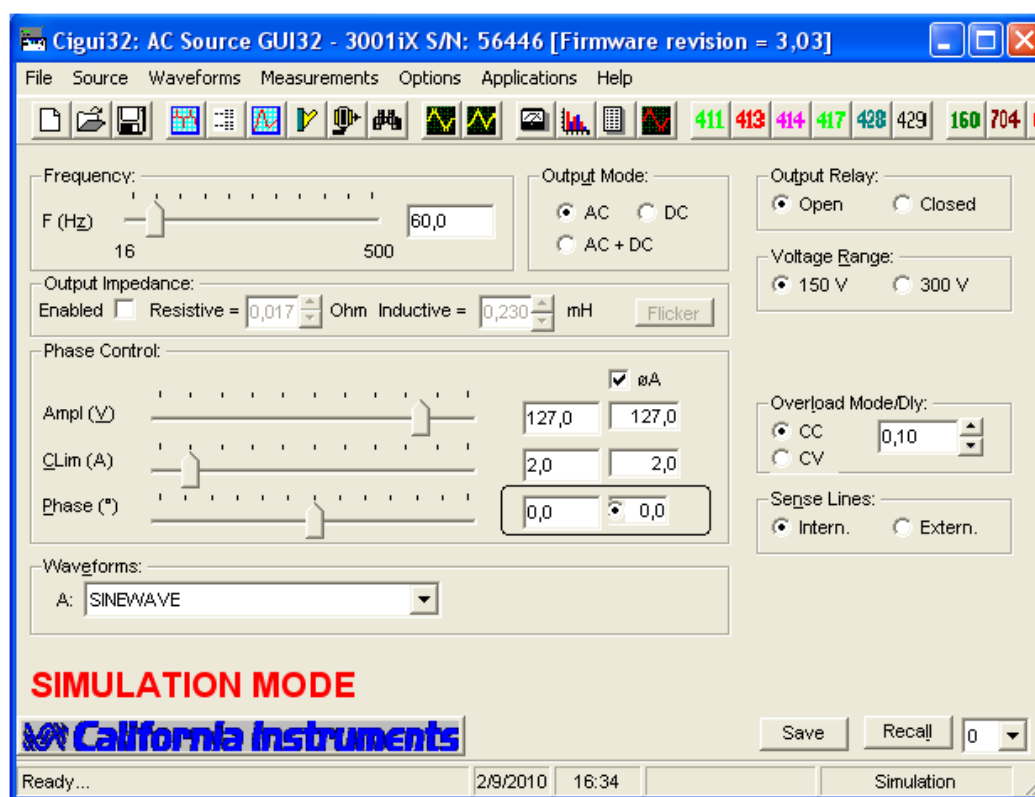 Cigui32: AC Source GUI32 - 3001iX S/N: 56446 [Firmware revision = 3,03]
File Source Waveforms Measurements Options Applications Help
411 413 414 417 428 429 160 704
Frequency:
F (Hz)
60,0
16 500
Output Mode:
AC DC
AC + DC
Output Relay:
Open Closed
Voltage Range:
150 V 300 V
Output Impedance:
Enabled Resistive = 0,017 Ohm Inductive = 0,230 mH Flicker
Phase Control:
øA
Ampl (V) 127,0 127,0
CLim (A) 2,0 2,0
Phase (°) 0,0 0,0
Overload Mode/Dly:
CC 0,10
CV
Sense Lines:
Intern. Extern.
Waveforms:
A: SINEWAVE
SIMULATION MODE
California Instruments
Save Recall 0
Ready... 2/9/2010 16:34 Simulation